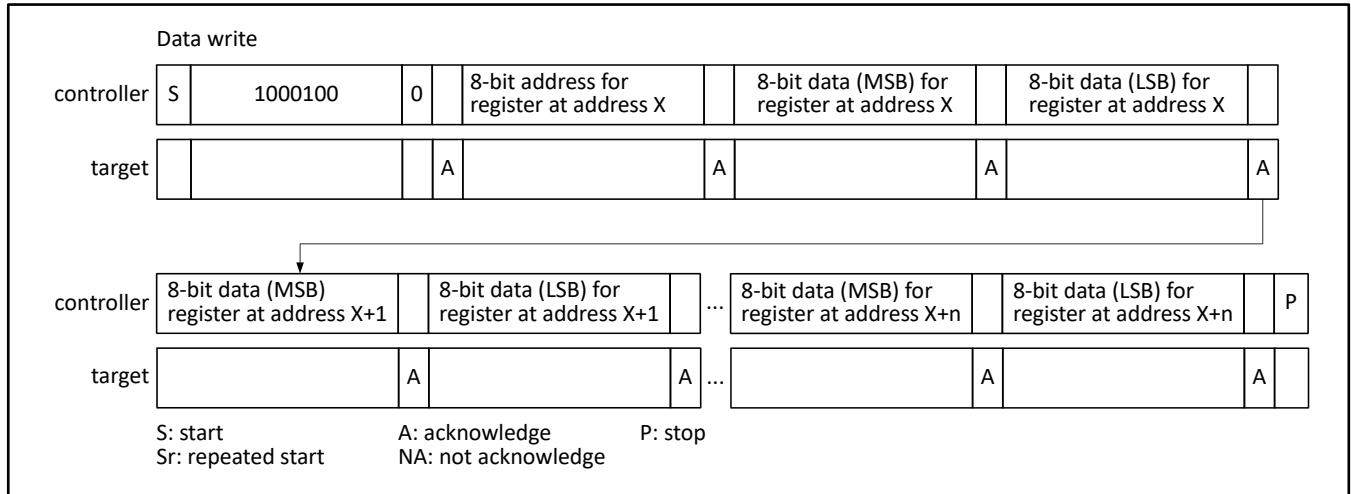 Data write
controller S 1000100 0 8-bit address for register at address X 8-bit data (MSB) for register at address X 8-bit data (LSB) for register at address X
target A A A A
controller 8-bit data (MSB) register at address X+1 8-bit data (LSB) for register at address X+1 ... 8-bit data (MSB) for register at address X+n 8-bit data (LSB) for register at address X+n P
target A A ... A A
S: start A: acknowledge P: stop
Sr: repeated start NA: not acknowledge